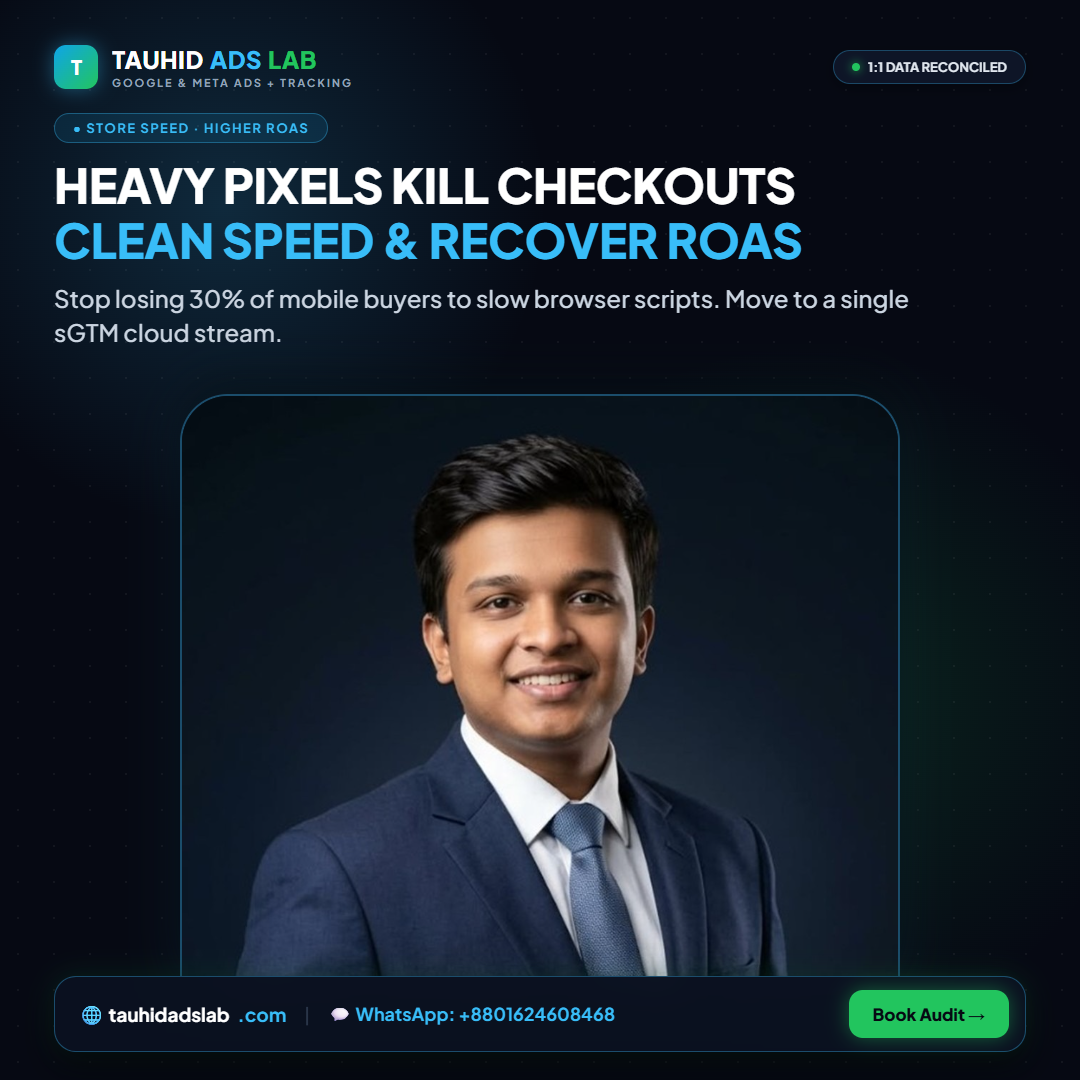 T
TAUHID ADS LAB
GOOGLE & META ADS + TRACKING
1:1 DATA RECONCILED
• STORE SPEED · HIGHER ROAS
HEAVY PIXELS KILL CHECKOUTS
CLEAN SPEED & RECOVER ROAS
Stop losing 30% of mobile buyers to slow browser scripts. Move to a single
sGTM cloud stream.
tauhidadslab .com | WhatsApp: +8801624608468
Book Audit →